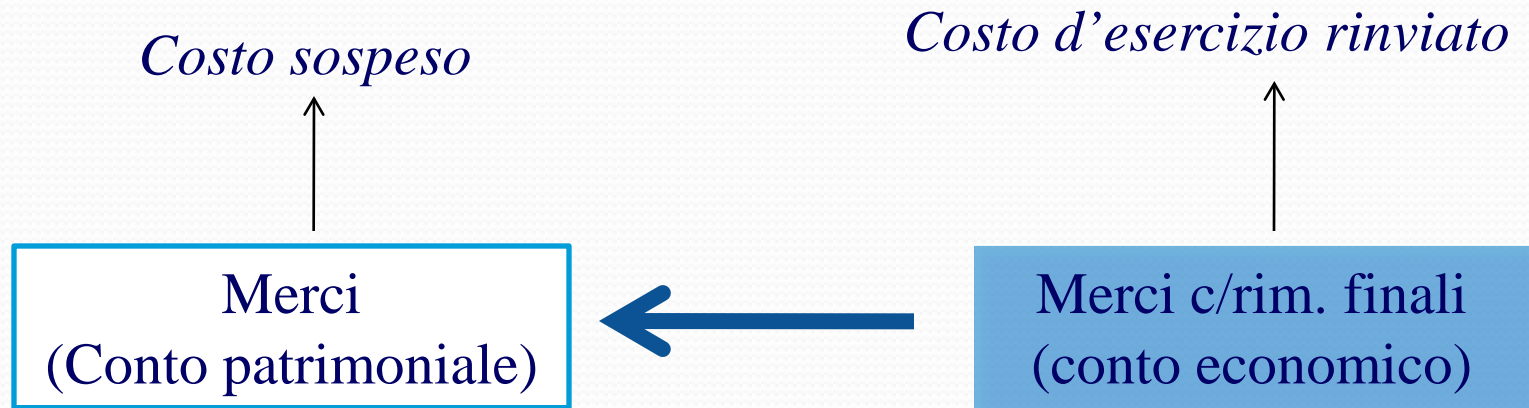 Costo sospeso
Costo d’esercizio rinviato
Merci
(Conto patrimoniale)
Merci c/rim. finali
(conto economico)